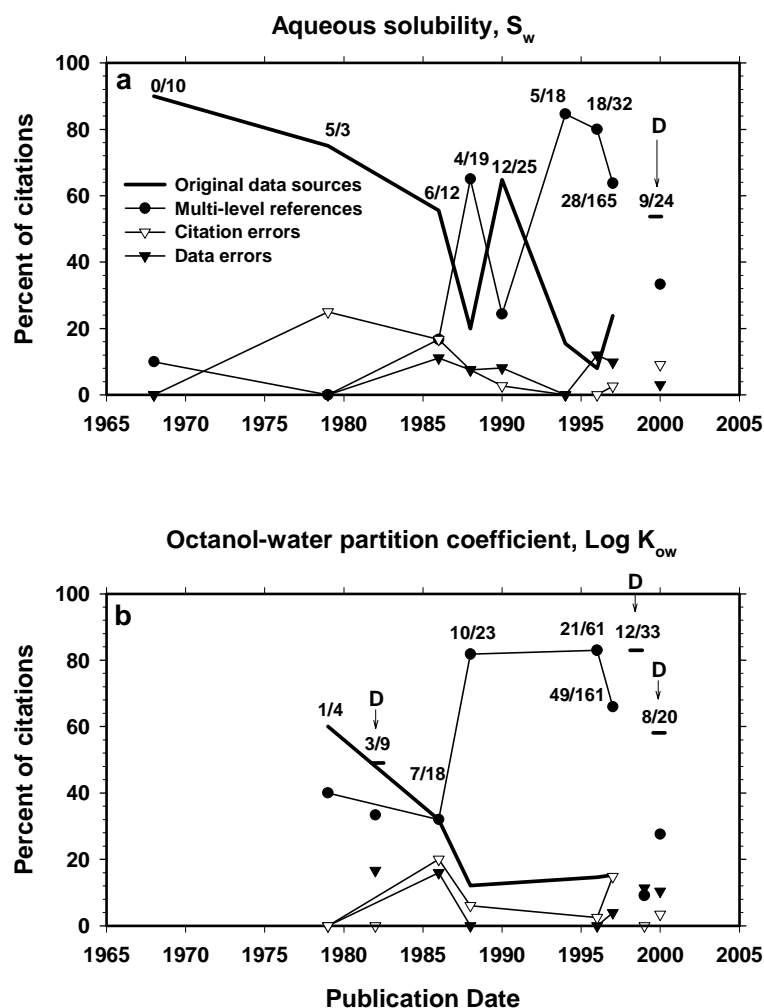 Aqueous solubility, Sw
a
Percent of citations
100
80
60
40
20
0
0/10
5/3
6/12
4/19
12/25
5/18
18/32
28/165
D
9/24
Original data sources
Multi-level references
Citation errors
Data errors
1965 1970 1975 1980 1985 1990 1995 2000 2005
Octanol-water partition coefficient, Log Kow
b
Percent of citations
100
80
60
40
20
0
1/4
D
3/9
7/18
10/23
21/61
49/161
D
12/33
D
8/20
1965 1970 1975 1980 1985 1990 1995 2000 2005
Publication Date